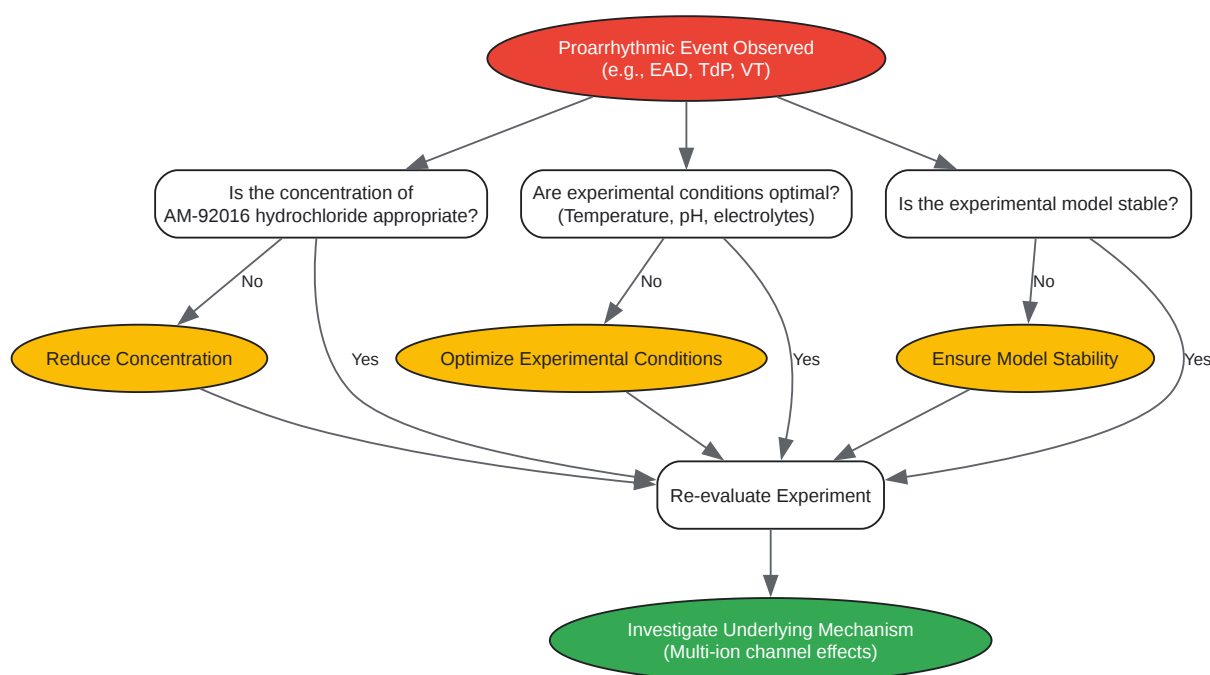 Proarrhythmic Event Observed
(e.g., EAD, TdP, VT)
Is the concentration of
AM-92016 hydrochloride appropriate?
Are experimental conditions optimal?
(Temperature, pH, electrolytes)
Is the experimental model stable?
No
No
No
Reduce Concentration
Yes
Optimize Experimental Conditions
Yes
Ensure Model Stability
Yes
Re-evaluate Experiment
Investigate Underlying Mechanism
(Multi-ion channel effects)